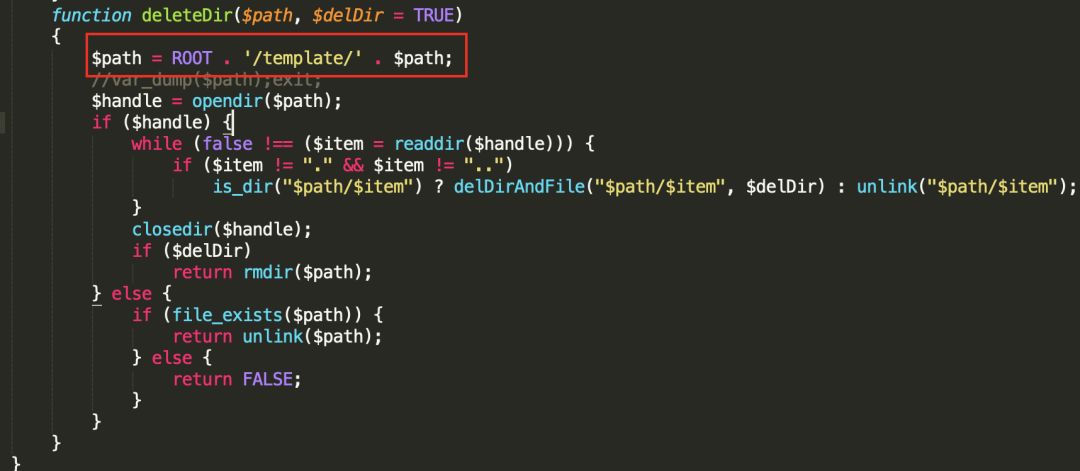 function deleteDir($path, $delDir = TRUE)
{
$path = ROOT . '/template/' . $path;
//var_dump($path);exit;
$handle = opendir($path);
if ($handle) {
while (false !== ($item = readdir($handle))) {
if ($item != "." && $item != "..")
is_dir("$path/$item") ? delDirAndFile("$path/$item", $delDir) : unlink("$path/$item");
}
closedir($handle);
if ($delDir)
return rmdir($path);
} else {
if (file_exists($path)) {
return unlink($path);
} else {
return FALSE;
}
}
}
}